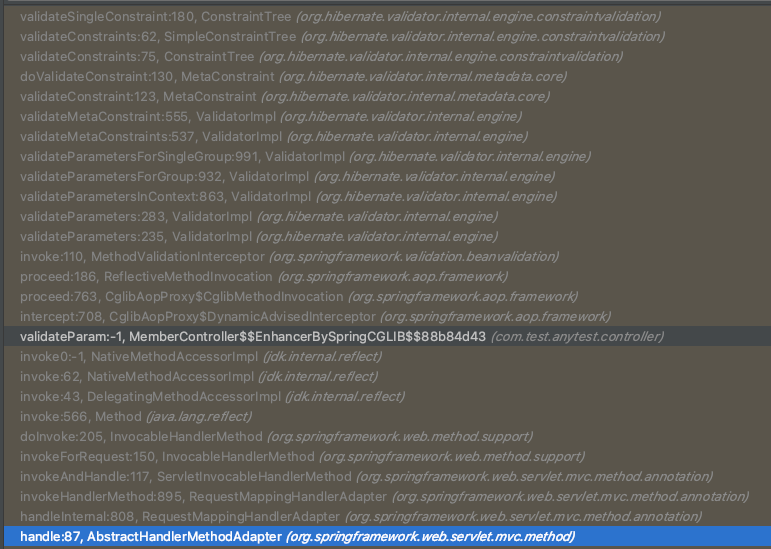 validateSingleConstraint:180, ConstraintTree (org.hibernate.validator.internal.engine.constraintvalidation)
validateConstraints:62, SimpleConstraintTree (org.hibernate.validator.internal.engine.constraintvalidation)
validateConstraints:75, ConstraintTree (org.hibernate.validator.internal.engine.constraintvalidation)
doValidateConstraint:130, MetaConstraint (org.hibernate.validator.internal.metadata.core)
validateConstraint:123, MetaConstraint (org.hibernate.validator.internal.metadata.core)
validateMetaConstraint:555, ValidatorImpl (org.hibernate.validator.internal.engine)
validateMetaConstraints:537, ValidatorImpl (org.hibernate.validator.internal.engine)
validateParametersForSingleGroup:991, ValidatorImpl (org.hibernate.validator.internal.engine)
validateParametersForGroup:932, ValidatorImpl (org.hibernate.validator.internal.engine)
validateParametersInContext:863, ValidatorImpl (org.hibernate.validator.internal.engine)
validateParameters:283, ValidatorImpl (org.hibernate.validator.internal.engine)
validateParameters:235, ValidatorImpl (org.hibernate.validator.internal.engine)
invoke:110, MethodValidationInterceptor (org.springframework.validation.beanvalidation)
proceed:186, ReflectiveMethodInvocation (org.springframework.aop.framework)
proceed:763, CglibAopProxy$CglibMethodInvocation (org.springframework.aop.framework)
intercept:708, CglibAopProxy$DynamicAdvisedInterceptor (org.springframework.aop.framework)
validateParam:-1, MemberController$$EnhancerBySpringCGLIB$$88b84d43 (com.test.anytest.controller)
invoke0:-1, NativeMethodAccessorImpl (jdk.internal.reflect)
invoke:62, NativeMethodAccessorImpl (jdk.internal.reflect)
invoke:43, DelegatingMethodAccessorImpl (jdk.internal.reflect)
invoke:566, Method (java.lang.reflect)
doInvoke:205, InvocableHandlerMethod (org.springframework.web.method.support)
invokeForRequest:150, InvocableHandlerMethod (org.springframework.web.method.support)
invokeAndHandle:117, ServletInvocableHandlerMethod (org.springframework.web.servlet.mvc.method.annotation)
invokeHandlerMethod:895, RequestMappingHandlerAdapter (org.springframework.web.servlet.mvc.method.annotation)
handleInternal:808, RequestMappingHandlerAdapter (org.springframework.web.servlet.mvc.method.annotation)
handle:87, AbstractHandlerMethodAdapter (org.springframework.web.servlet.mvc.method)